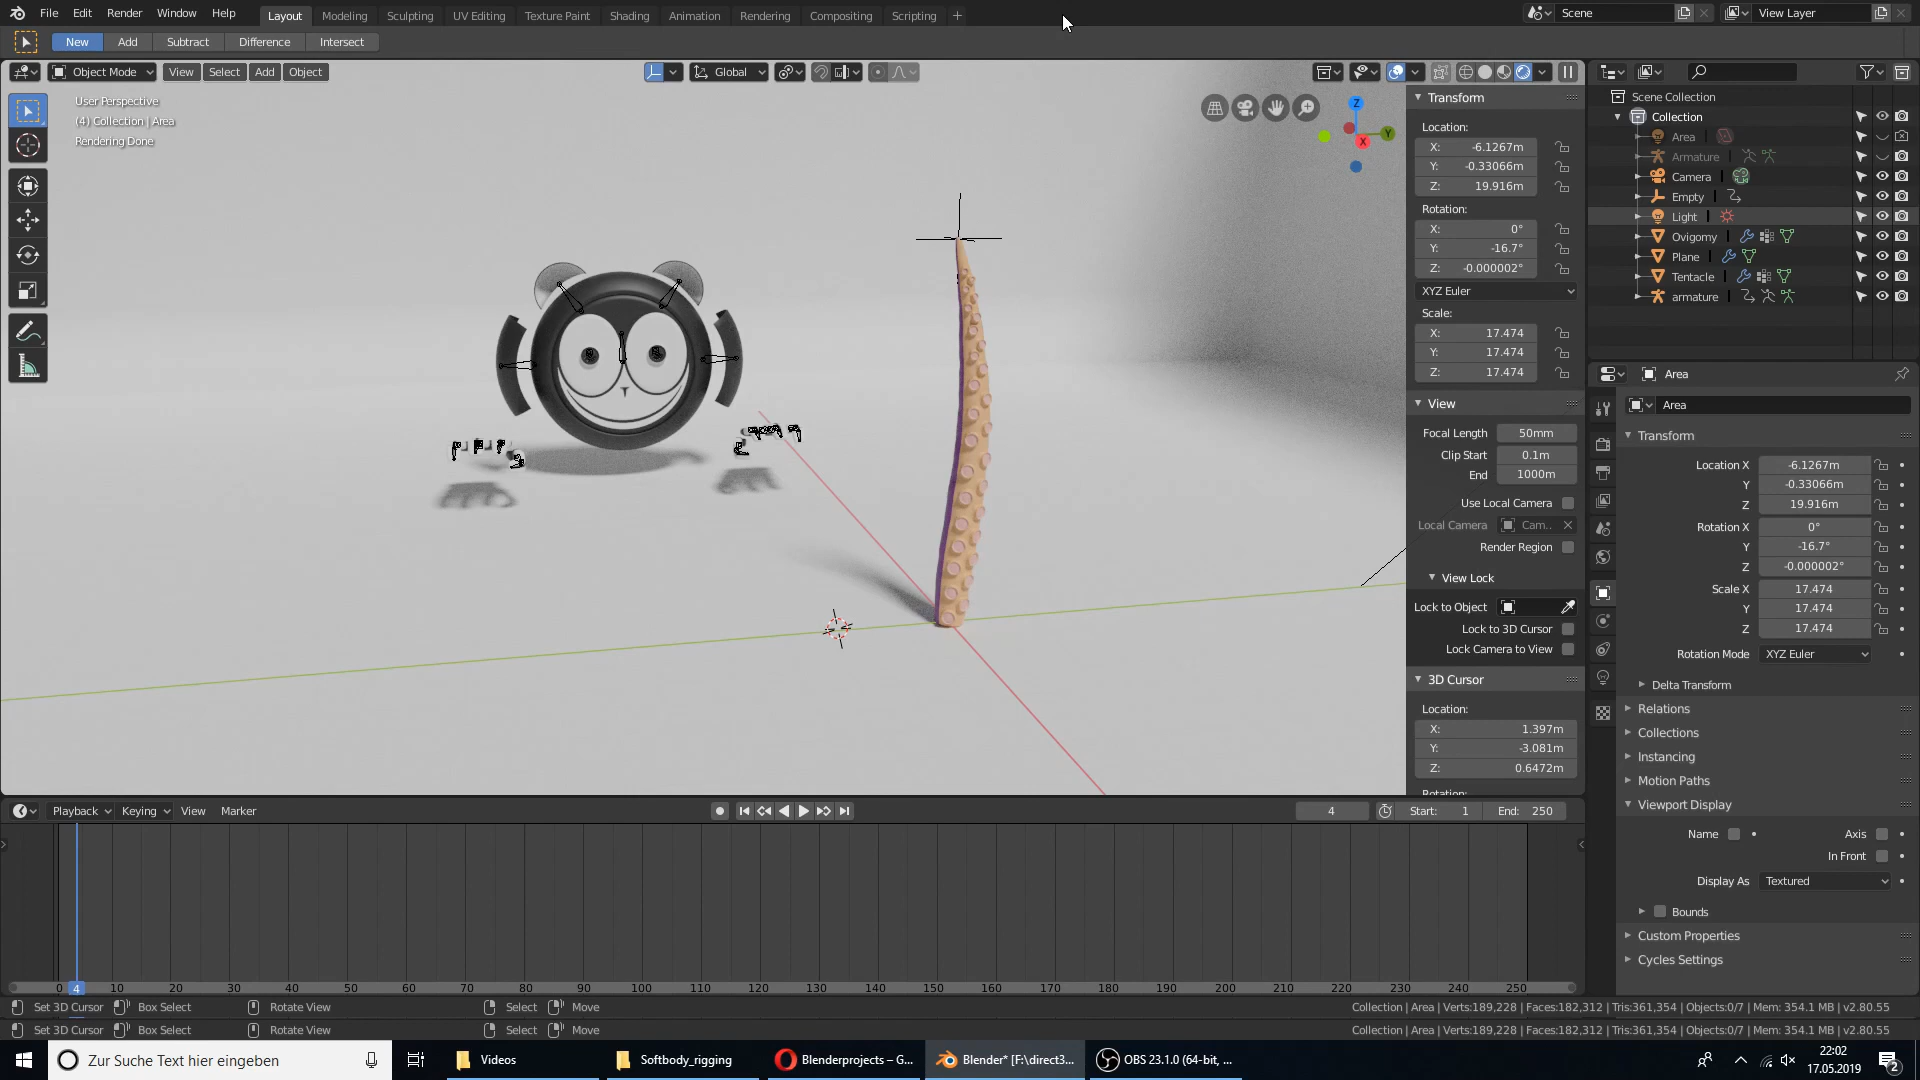 File Edit Render Window Help Layout Modeling Sculpting UV Editing Texture Paint Shading Animation Rendering Compositing Scripting + Scene View Layer
New Add Subtract Difference Intersect
Object Mode View Select Add Object Global
User Perspective
(4) Collection | Area
Rendering Done
Z
Y
X
Transform
Location:
X: -6.1267m
Y: -0.33066m
Z: 19.916m
Rotation:
X: 0°
Y: -16.7°
Z: -0.000002°
XYZ Euler
Scale:
X: 17.474
Y: 17.474
Z: 17.474
View
Focal Length 50mm
Clip Start 0.1m
End 1000m
Use Local Camera
Local Camera Cam..
Render Region
View Lock
Lock to Object
Lock to 3D Cursor
Lock Camera to View
3D Cursor
Location:
X: 1.397m
Y: -3.081m
Z: 0.6472m
Rotation:
Scene Collection
Collection
Area
Armature
Camera
Empty
Light
Ovigomy
Plane
Tentacle
armature
Area
Area
Transform
Location X -6.1267m
Y -0.33066m
Z 19.916m
Rotation X 0°
Y -16.7°
Z -0.000002°
Scale X 17.474
Y 17.474
Z 17.474
Rotation Mode XYZ Euler
Delta Transform
Relations
Collections
Instancing
Motion Paths
Viewport Display
Name Axis
In Front
Display As Textured
Bounds
Custom Properties
Cycles Settings
Playback Keying View Marker 4 Start: 1 End: 250
0 4 10 20 30 40 50 60 70 80 90 100 110 120 130 140 150 160 170 180 190 200 210 220 230 240 250
Set 3D Cursor Box Select Rotate View Select Move Collection | Area | Verts:189,228 | Faces:182,312 | Tris:361,354 | Objects:0/7 | Mem: 354.1 MB | v2.80.55
Set 3D Cursor Box Select Rotate View Select Move Collection | Area | Verts:189,228 | Faces:182,312 | Tris:361,354 | Objects:0/7 | Mem: 354.1 MB | v2.80.55
Zur Suche Text hier eingeben Videos Softbody_rigging Blenderprojects – G... Blender* [F:\direct3... OBS 23.1.0 (64-bit, ... 22:02
17.05.2019 2